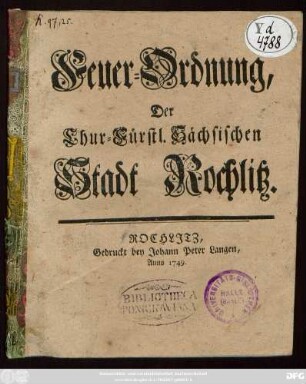 Yd
4788
Feuer-Ordnung,
Der
Chur-Fürstl. Sächsischen
Stadt Rochlitz.
ROCHLITZ,
Gedruckt bey Johann Peter Langen,
Anno 1749.
BIBLIOTHECA
PONICKAVIANA
HALLE